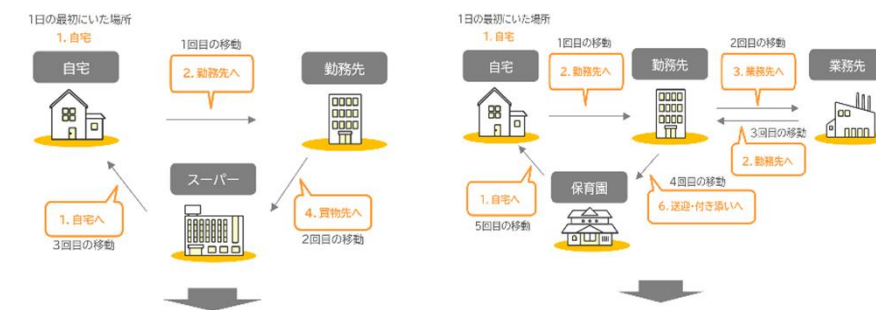 1日の最初にいた場所
1. 自宅
1回目の移動
自宅
2. 勤務先へ
勤務先
スーパー
1. 自宅へ
4. 買物先へ
3回目の移動
2回目の移動
1日の最初にいた場所
1. 自宅
1回目の移動
2回目の移動
自宅
2. 勤務先へ
勤務先
3. 業務先へ
業務先
3回目の移動
2. 勤務先へ
保育園
4回目の移動
1. 自宅へ
6. 送迎・付き添いへ
5回目の移動